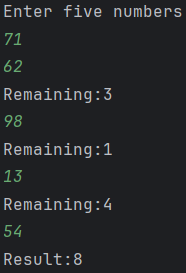 Enter five numbers
71
62
Remaining:3
98
Remaining:1
13
Remaining:4
54
Result:8